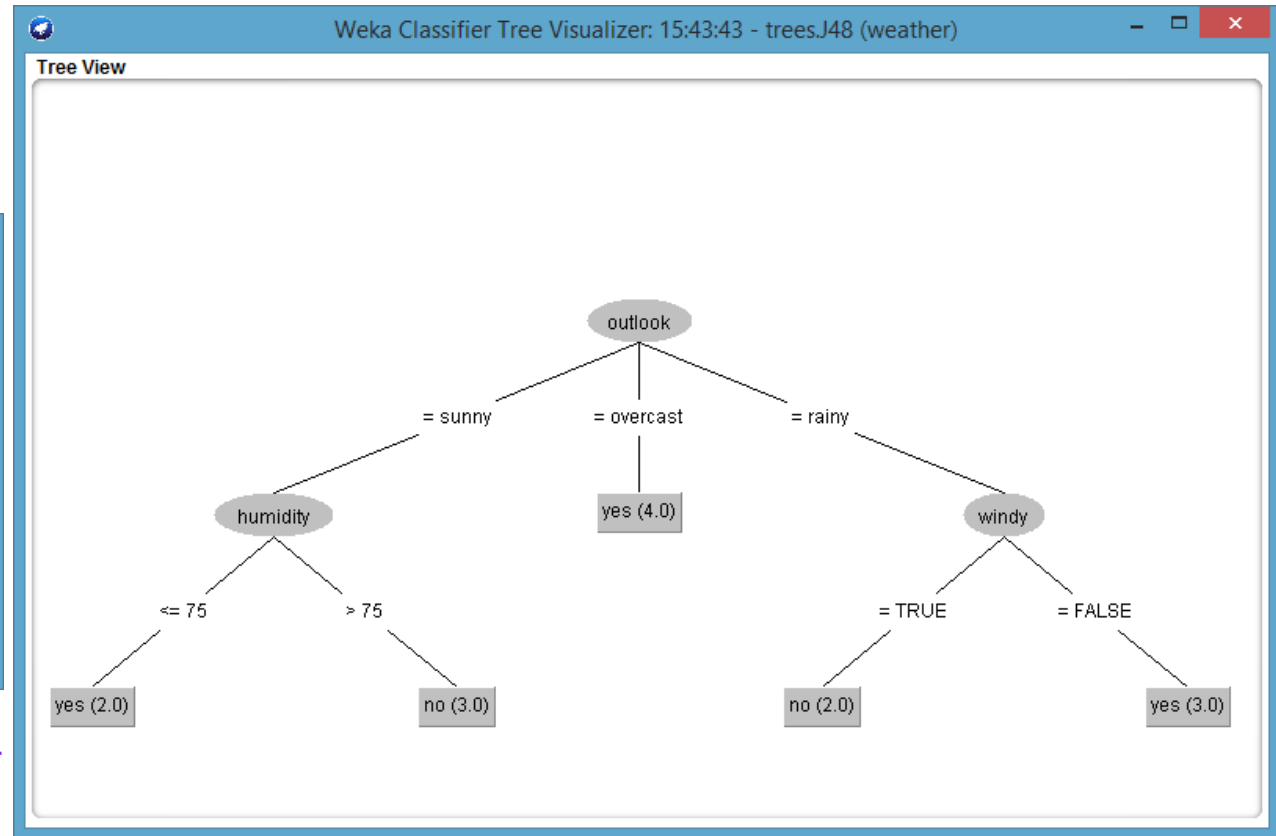 Weka Classifier Tree Visualizer: 15:43:43 - trees.J48 (weather)
Tree View
outlook
= sunny = overcast = rainy
humidity yes (4.0) windy
<= 75 > 75 = TRUE = FALSE
yes (2.0) no (3.0) no (2.0) yes (3.0)